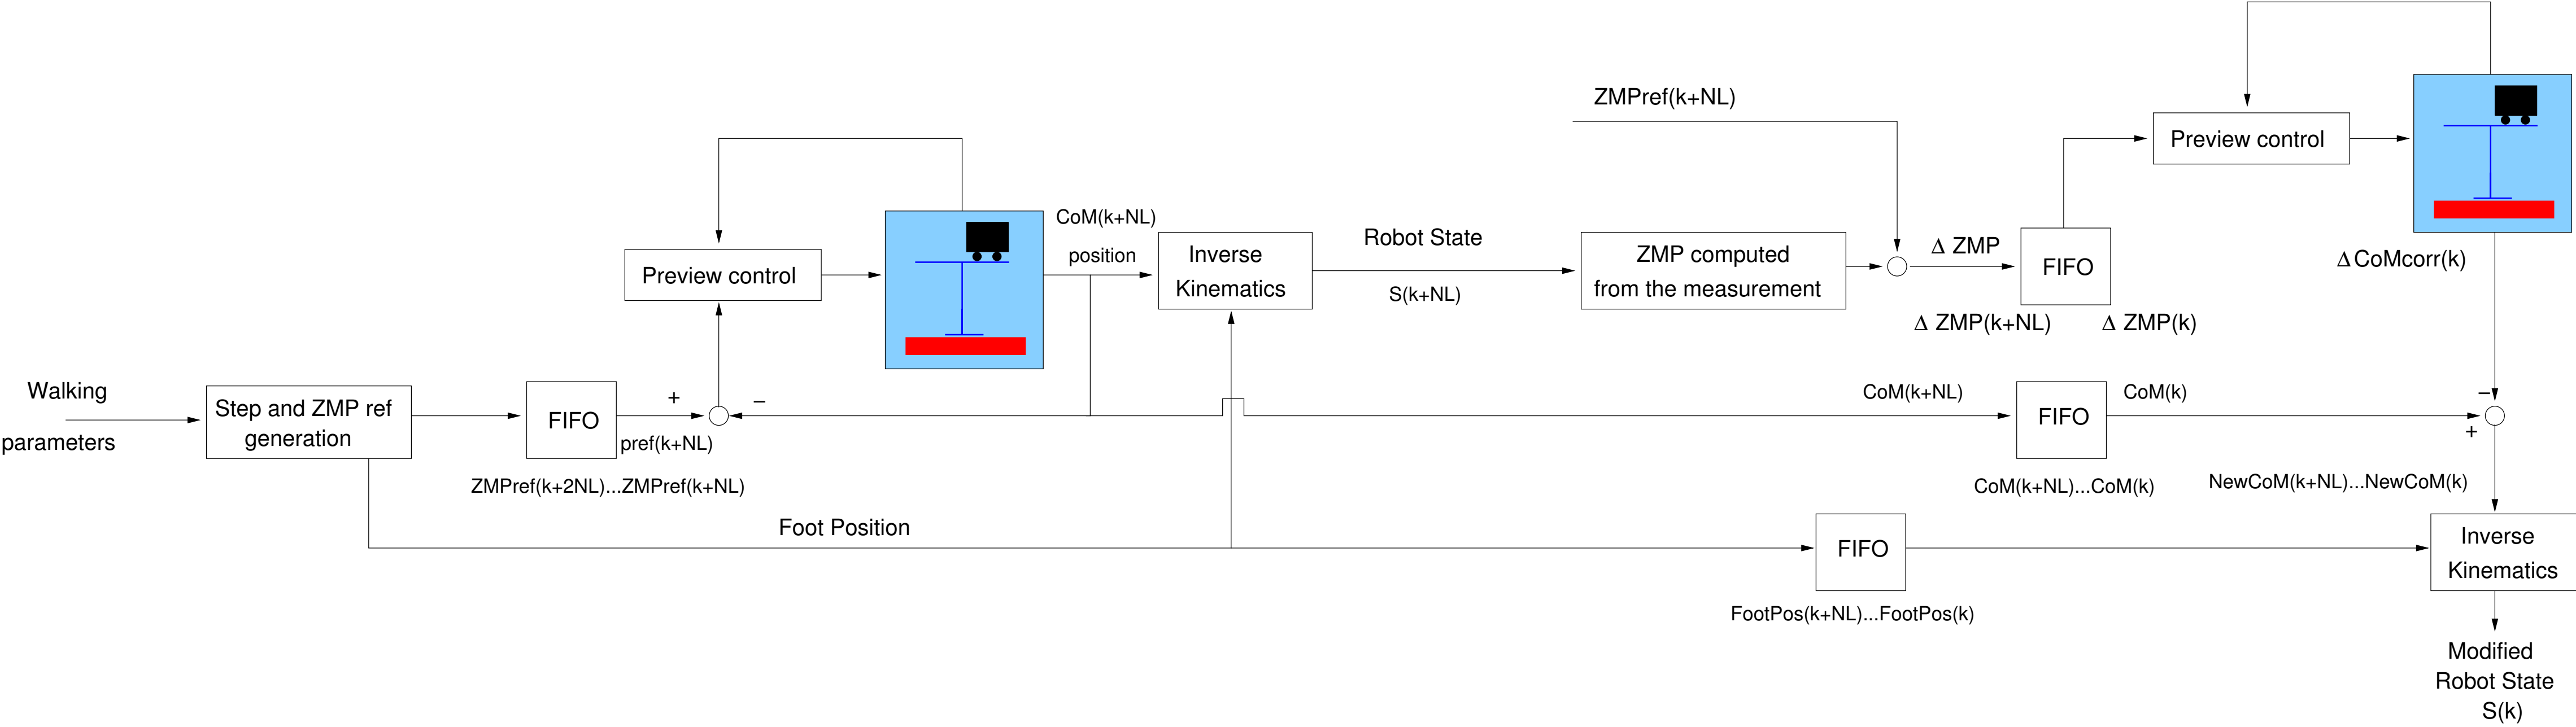 ZMPref(k+NL)
Preview control
CoM(k+NL)
position
Preview control
Inverse
Kinematics
Robot State
S(k+NL)
ZMP computed
from the measurement
Δ ZMP
FIFO
Δ ZMP(k+NL)
Δ ZMP(k)
ΔCoMcorr(k)
Walking
parameters
Step and ZMP ref
generation
FIFO
+
−
pref(k+NL)
ZMPref(k+2NL)...ZMPref(k+NL)
CoM(k+NL)
FIFO
CoM(k)
−
+
CoM(k+NL)...CoM(k)
NewCoM(k+NL)...NewCoM(k)
Foot Position
FIFO
FootPos(k+NL)...FootPos(k)
Inverse
Kinematics
Modified
Robot State
S(k)